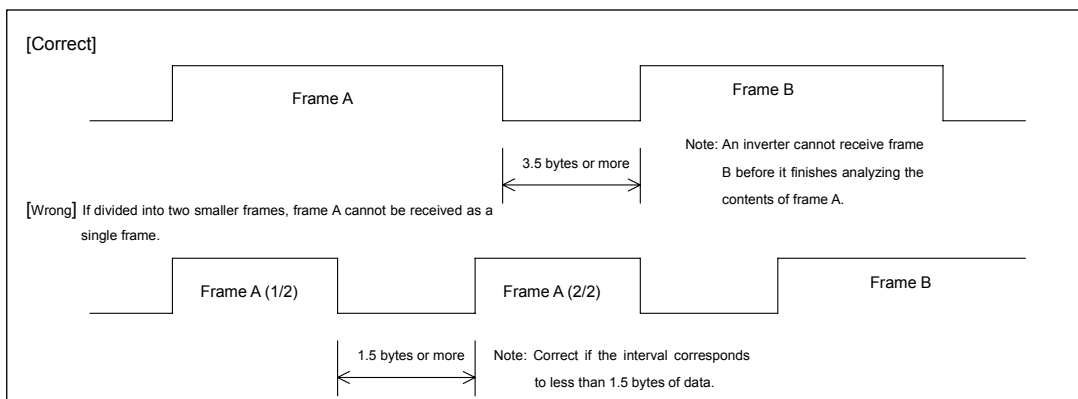 [Correct]
Frame A
Frame B
3.5 bytes or more
Note: An inverter cannot receive frame
B before it finishes analyzing the
contents of frame A.
[Wrong] If divided into two smaller frames, frame A cannot be received as a
single frame.
Frame A (1/2)
Frame A (2/2)
Frame B
1.5 bytes or more
Note: Correct if the interval corresponds
to less than 1.5 bytes of data.